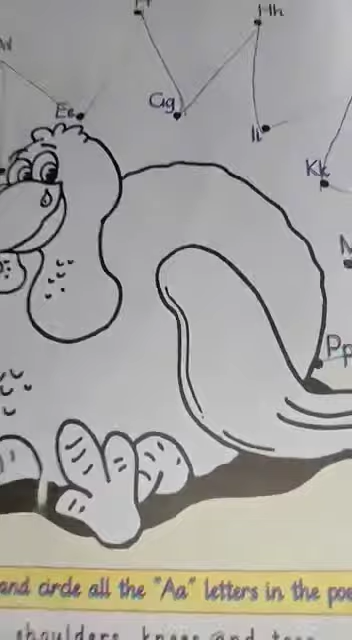 Hh
Gg
Ee
Ii
Kk
Pp
and circle all the "Aa" letters in the poe
shoulders, knees and toes